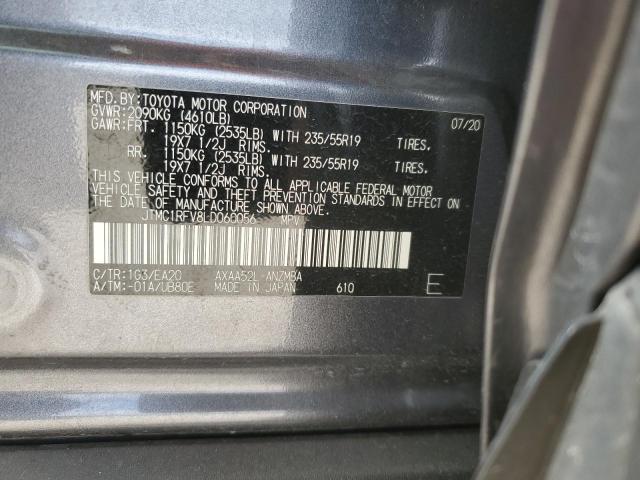 MFD.BY:TOYOTA MOTOR CORPORATION 07/20
GVWR:2090KG (4610LB)
GAWR:FRT. 1150KG (2535LB) WITH 235/55R19 TIRES.
19X7 1/2J RIMS.
RR. 1150KG (2535LB) WITH 235/55R19 TIRES.
19X7 1/2J RIMS.
THIS VEHICLE CONFORMS TO ALL APPLICABLE FEDERAL MOTOR
VEHICLE SAFETY AND BUMPER STANDARDS IN EFFECT ON
THE DATE OF MANUFACTURE SHOWN ABOVE.
JTMC1RFV8LD060056 MPV
C/TR:1G3/EA20 AXAA52L-ANZMBA
A/TM:-01A/UB80E MADE IN JAPAN 610 E